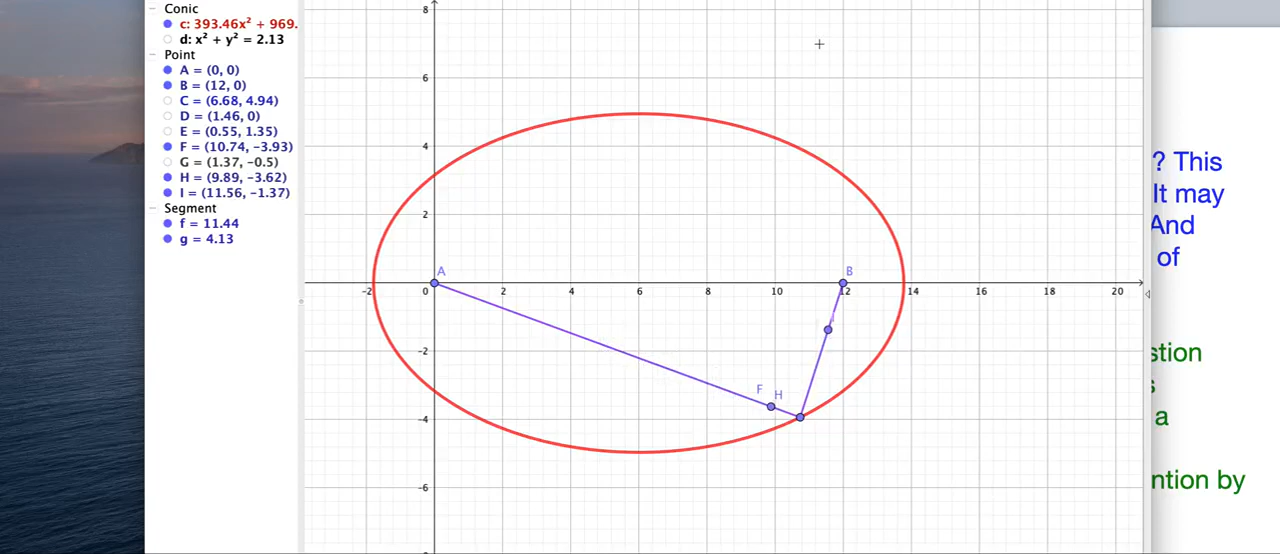 Conic
c: 393.46x² + 969.
d: x² + y² = 2.13
Point
A = (0, 0)
B = (12, 0)
C = (6.68, 4.94)
D = (1.46, 0)
E = (0.55, 1.35)
F = (10.74, −3.93)
G = (1.37, −0.5)
H = (9.89, −3.62)
I = (11.56, −1.37)
Segment
f = 11.44
g = 4.13
8
6
4
2
A
B
-2
0
2
4
6
8
10
12
14
16
18
20
I
-2
F
H
-4
-6
? This
It may
And
of
stion
s
a
ntion by